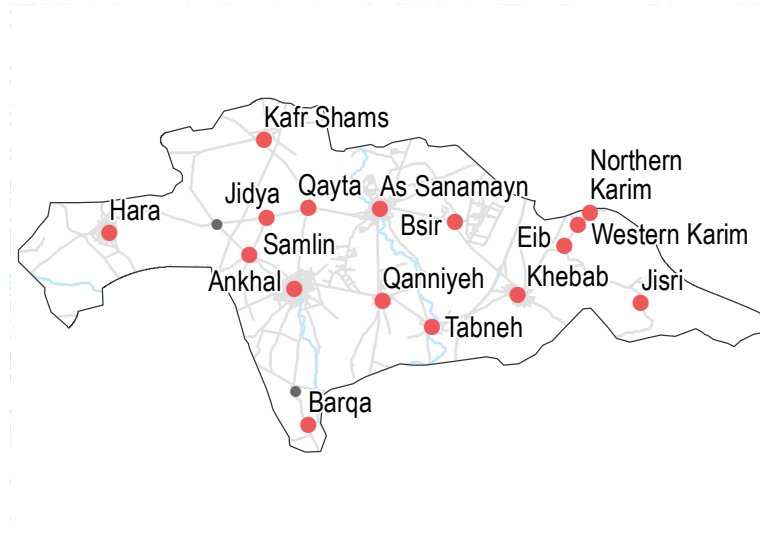 Kafr Shams
Northern
Karim
Jidya
Qayta
As Sanamayn
Hara
Bsir
Eib
Western Karim
Samlin
Ankhal
Qanniyeh
Khebab
Jisri
Tabneh
Barqa